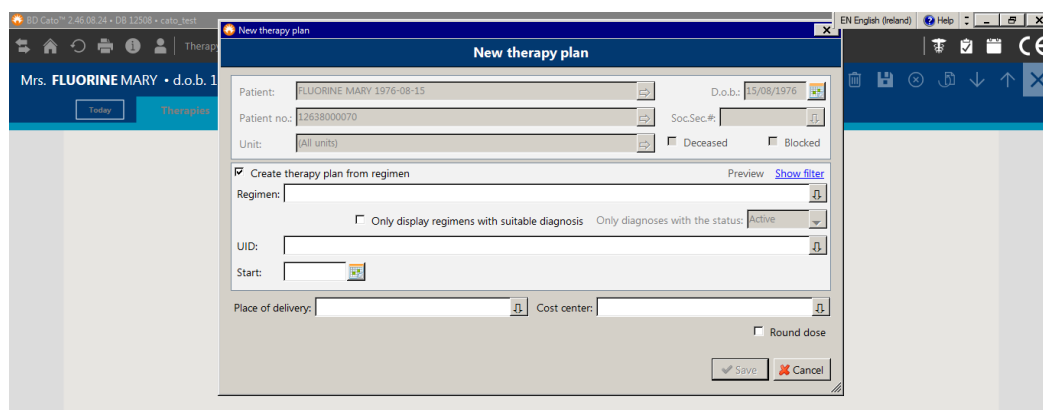 BD Cato™ 2.46.08.24 • DB 12508 • cato_test
EN English (Ireland) Help
Therap
Mrs. FLUORINE MARY • d.o.b. 1
Today Therapies
New therapy plan
New therapy plan
Patient: FLUORINE MARY 1976-08-15 D.o.b.: 15/08/1976
Patient no.: 12638000070 Soc.Sec.#:
Unit: (All units) Deceased Blocked
Create therapy plan from regimen Preview Show filter
Regimen:
Only display regimens with suitable diagnosis Only diagnoses with the status: Active
UID:
Start:
Place of delivery: Cost center:
Round dose
Save Cancel